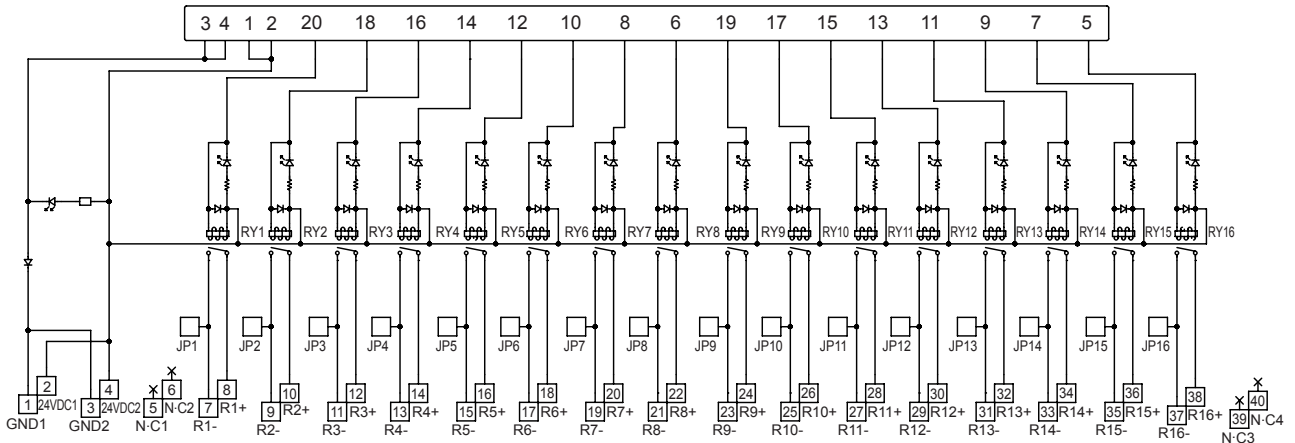 3 4 1 2 20 18 16 14 12 10 8 6 19 17 15 13 11 9 7 5
RY1 RY2 RY3 RY4 RY5 RY6 RY7 RY8 RY9 RY10 RY11 RY12 RY13 RY14 RY15 RY16
JP1 JP2 JP3 JP4 JP5 JP6 JP7 JP8 JP9 JP10 JP11 JP12 JP13 JP14 JP15 JP16
2 4 6 8 10 12 14 16 18 20 22 24 26 28 30 32 34 36 38 40
1 24VDC1 3 24VDC2 5 N·C2 7 R1+ 9 R2+ 11 R3+ 13 R4+ 15 R5+ 17 R6+ 19 R7+ 21 R8+ 23 R9+ 25 R10+ 27 R11+ 29 R12+ 31 R13+ 33 R14+ 35 R15+ 37 R16+ 39 N·C4
GND1 GND2 N·C1 R1- R2- R3- R4- R5- R6- R7- R8- R9- R10- R11- R12- R13- R14- R15- R16- N·C3